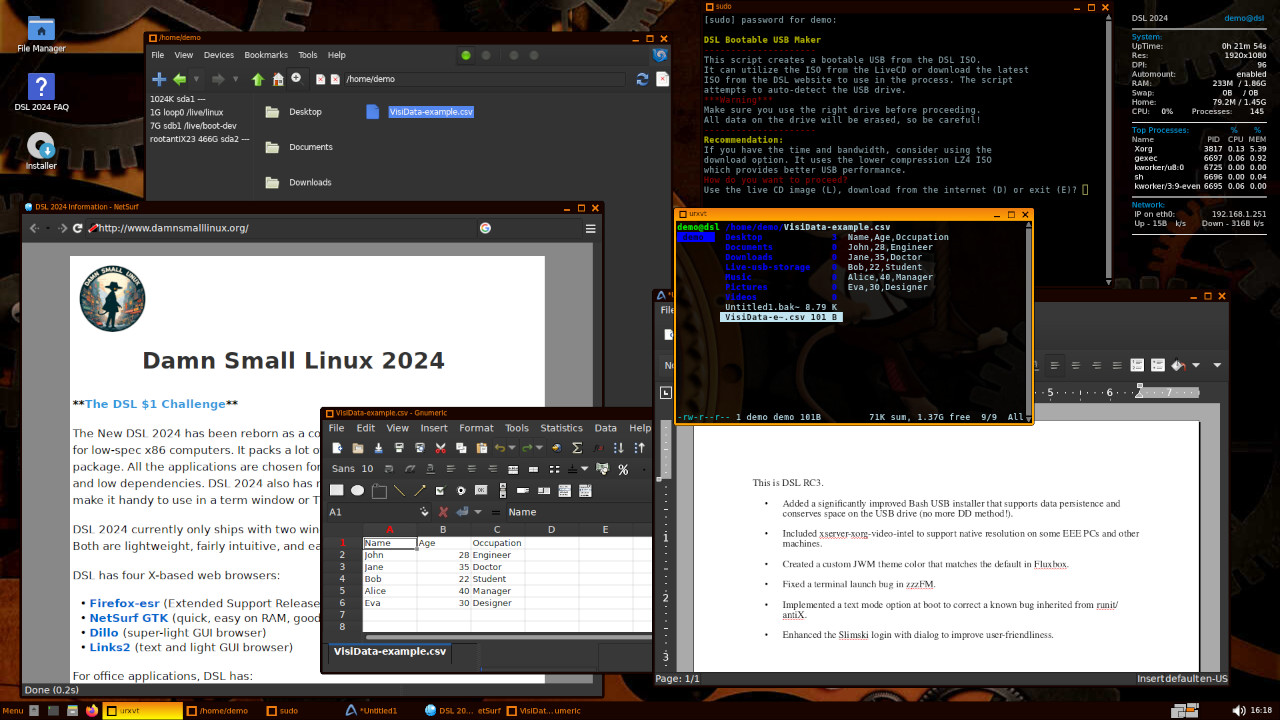 File Manager
DSL 2024 FAQ
Installer
/home/demo
File View Devices Bookmarks Tools Help
/home/demo
1024K sda1 ---
1G loop0 /live/linux
7G sdb1 /live/boot-dev
rootantiX23 466G sda2 ---
Desktop
VisiData-example.csv
Documents
Downloads
sudo
[sudo] password for demo:
DSL Bootable USB Maker
-----------------------
This script creates a bootable USB from the DSL ISO.
It can utilize the ISO from the LiveCD or download the latest
ISO from the DSL website to use in the process. The script
attempts to auto-detect the USB drive.
***Warning***
Make sure you use the right drive before proceeding.
All data on the drive will be erased, so be careful!
-----------------------
Recommendation:
If you have the time and bandwidth, consider using the
download option. It uses the lower compression LZ4 ISO
which provides better USB performance.
How do you want to proceed?
Use the live CD image (L), download from the internet (D) or exit (E)?
DSL 2024 demo@dsl
System:
UpTime: 0h 21m 54s
Res: 1920x1080
DPI: 96
Automount: enabled
RAM: 233M / 1.86G
Swap: 0B / 0B
Home: 79.2M / 1.45G
CPU: 0% Processes: 145
Top Processes: % %
Name PID CPU MEM
Xorg 3817 0.13 5.39
gexec 6697 0.06 0.92
kworker/u8:0 6725 0.00 0.00
sh 6696 0.00 0.04
kworker/3:9-even 6695 0.06 0.00
Network:
IP on eth0: 192.168.1.251
Up - 15B k/s Down - 316B k/s
DSL 2024 Information - NetSurf
http://www.damnsmalllinux.org/
DAMN SMALL LINUX
Damn Small Linux 2024
**The DSL $1 Challenge**
The New DSL 2024 has been reborn as a co
for low-spec x86 computers. It packs a lot o
package. All the applications are chosen for
and low dependencies. DSL 2024 also has
make it handy to use in a term window or T
DSL 2024 currently only ships with two win
Both are lightweight, fairly intuitive, and ea
DSL has four X-based web browsers:
• Firefox-esr (Extended Support Release
• NetSurf GTK (quick, easy on RAM, good
• Dillo (super-light GUI browser)
• Links2 (text and light GUI browser)
For office applications, DSL has:
Done (0.2s)
urxvt
demo@dsl /home/demo/VisiData-example.csv
demo
Desktop Name,Age,Occupation
Documents 0 John,28,Engineer
Downloads 0 Jane,35,Doctor
Live-usb-storage 0 Bob,22,Student
Music 0 Alice,40,Manager
Pictures 0 Eva,30,Designer
Videos 0
Untitled1.bak~ 8.79 K
VisiData-e~.csv 101 B
-rw-r--r-- 1 demo demo 101B 71K sum, 1.37G free 9/9 All
VisiData-example.csv - Gnumeric
File Edit View Insert Format Tools Statistics Data Help
Sans 10
A1 = Name
A B C D E
1 Name Age Occupation
2 John 28 Engineer
3 Jane 35 Doctor
4 Bob 22 Student
5 Alice 40 Manager
6 Eva 30 Designer
7
8
VisiData-example.csv
File
5 6 7
1
2
3
This is DSL RC3.
• Added a significantly improved Bash USB installer that supports data persistence and
conserves space on the USB drive (no more DD method!).
• Included xserver-xorg-video-intel to support native resolution on some EEE PCs and other
machines.
• Created a custom JWM theme color that matches the default in Fluxbox.
• Fixed a terminal launch bug in zzzFM.
• Implemented a text mode option at boot to correct a known bug inherited from runit/
antiX.
• Enhanced the Slimski login with dialog to improve user-friendliness.
Page: 1/1 Insert default en-US
Menu urxvt /home/demo sudo *Untitled1 DSL 20... etSurf VisiDat...umeric 16:18